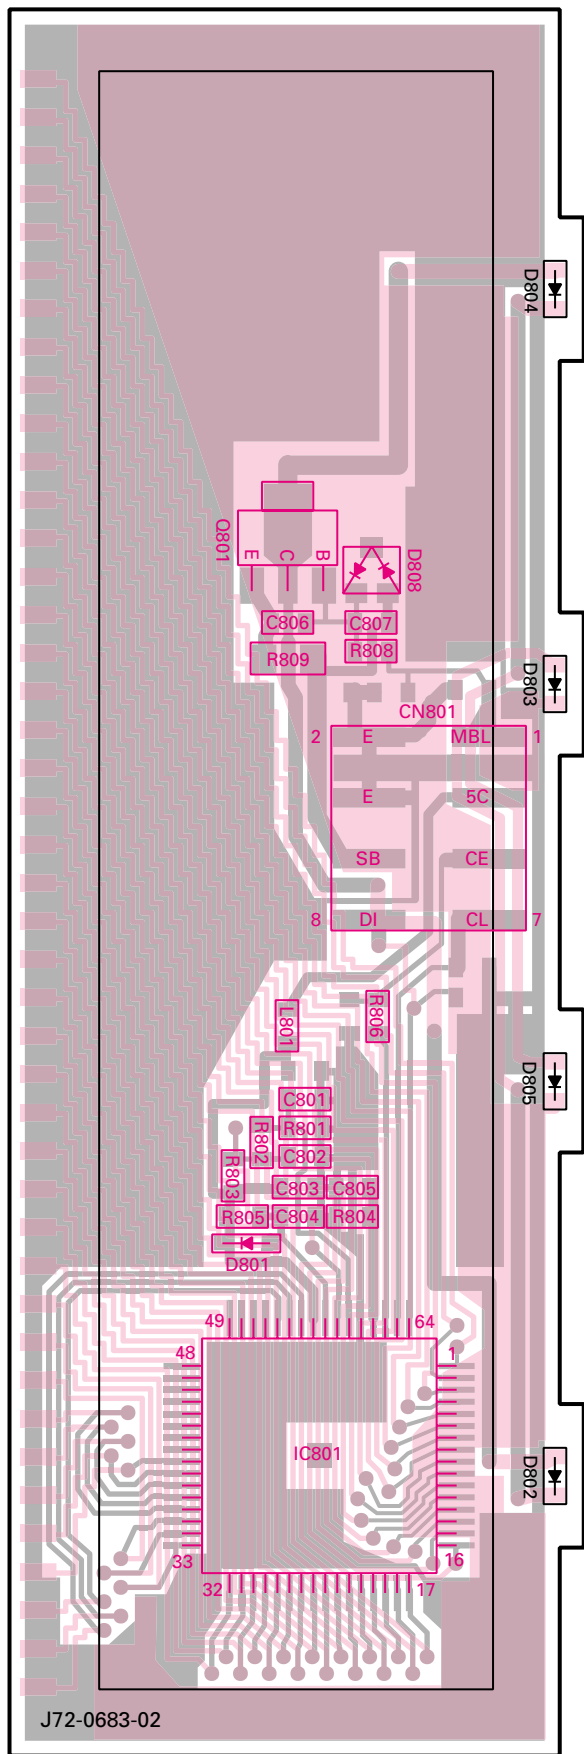 D804
Q801
E
C
B
D808
C806
C807
R809
R808
D803
CN801
2
E
MBL
1
E
5C
SB
CE
8
DI
CL
7
L801
R806
D805
C801
R801
R802
C802
R803
C803
C805
R805
C804
R804
D801
49
64
48
1
IC801
D802
33
16
32
17
J72-0683-02